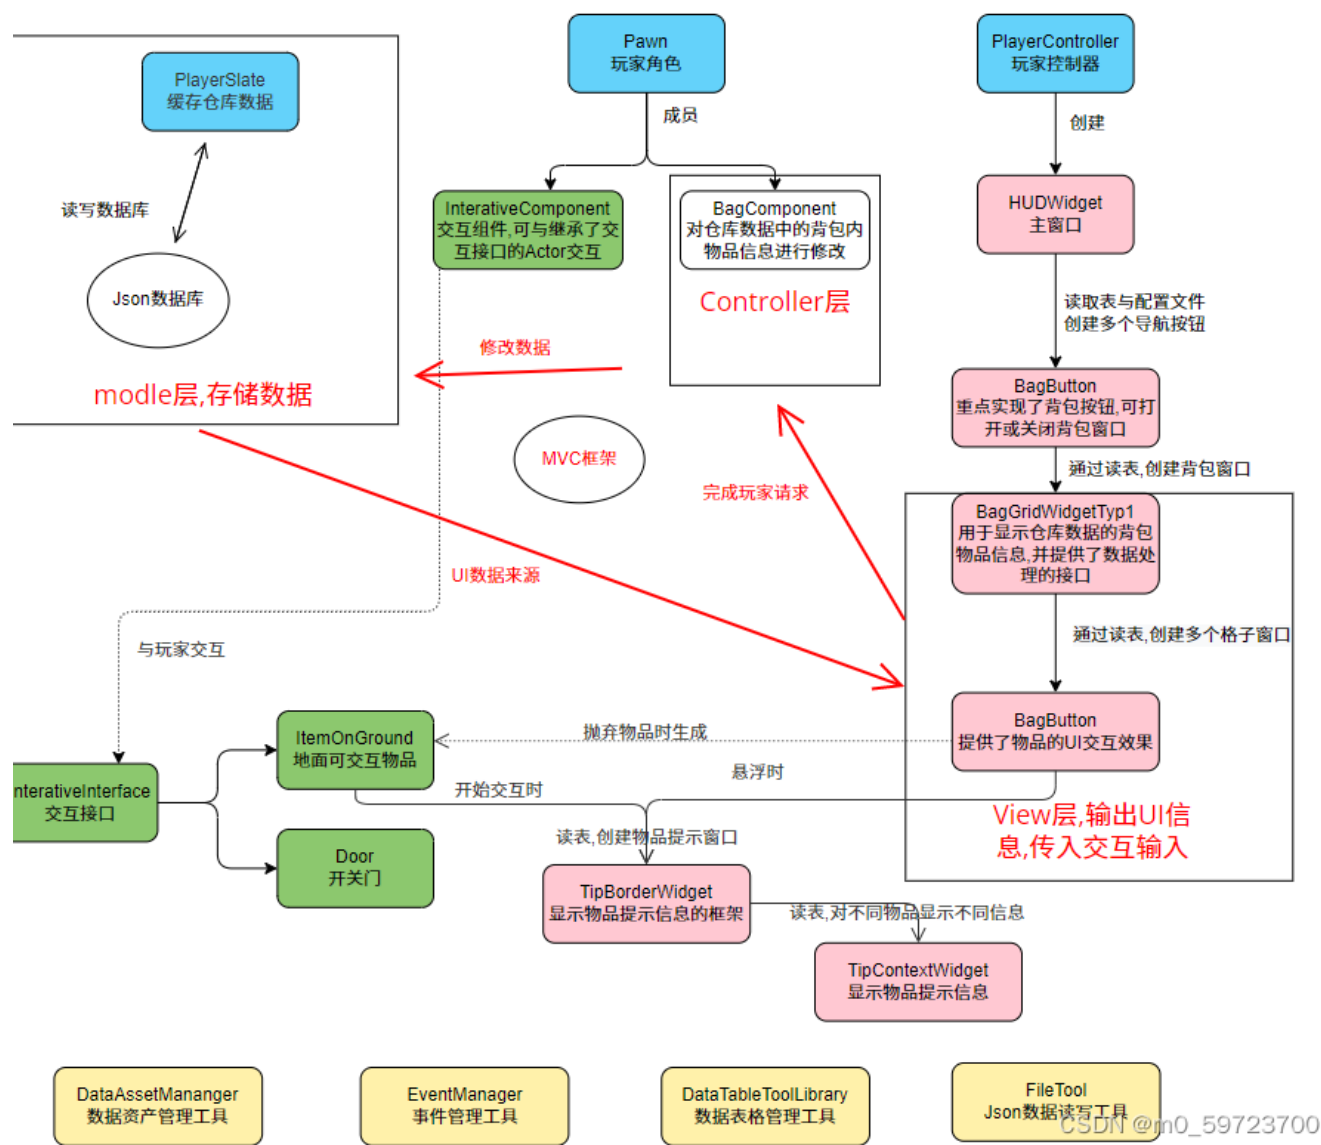 PlayerSlate
缓存仓库数据
读写数据库
Json数据库
modle层,存储数据
Pawn
玩家角色
成员
InterativeComponent
交互组件,可与继承了交
互接口的Actor交互
BagComponent
对仓库数据中的背包内
物品信息进行修改
Controller层
修改数据
MVC框架
完成玩家请求
UI数据来源
PlayerController
玩家控制器
创建
HUDWidget
主窗口
读取表与配置文件
创建多个导航按钮
BagButton
重点实现了背包按钮,可打
开或关闭背包窗口
通过读表,创建背包窗口
BagGridWidgetTyp1
用于显示仓库数据的背包
物品信息,并提供了数据处
理的接口
通过读表,创建多个格子窗口
BagButton
提供了物品的UI交互效果
View层,输出UI信
息,传入交互输入
与玩家交互
nterativeInterface
交互接口
ItemOnGround
地面可交互物品
Door
开关门
抛弃物品时生成
悬浮时
开始交互时
读表,创建物品提示窗口
TipBorderWidget
显示物品提示信息的框架
读表,对不同物品显示不同信息
TipContextWidget
显示物品提示信息
DataAssetMananger
数据资产管理工具
EventManager
事件管理工具
DataTableToolLibrary
数据表格管理工具
FileTool
Json数据读写工具
CSDN @m0_59723700